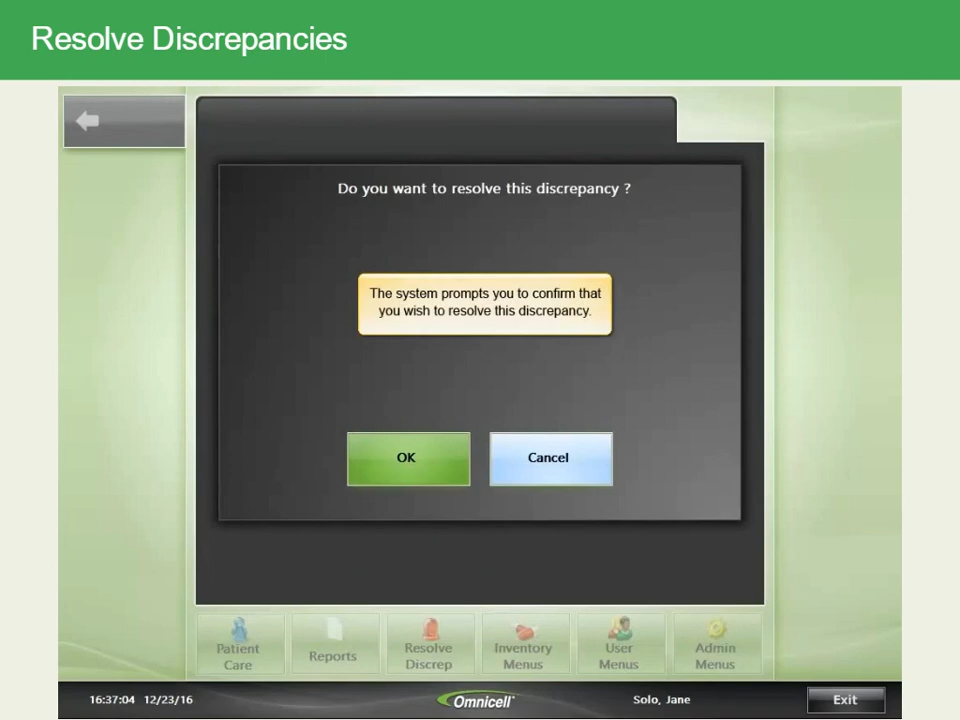 Resolve Discrepancies
Do you want to resolve this discrepancy ?
The system prompts you to confirm that
you wish to resolve this discrepancy.
OK
Cancel
Patient
Care
Reports
Resolve
Discrep
Inventory
Menus
User
Menus
Admin
Menus
16:37:04 12/23/16
Omnicell
Solo, Jane
Exit